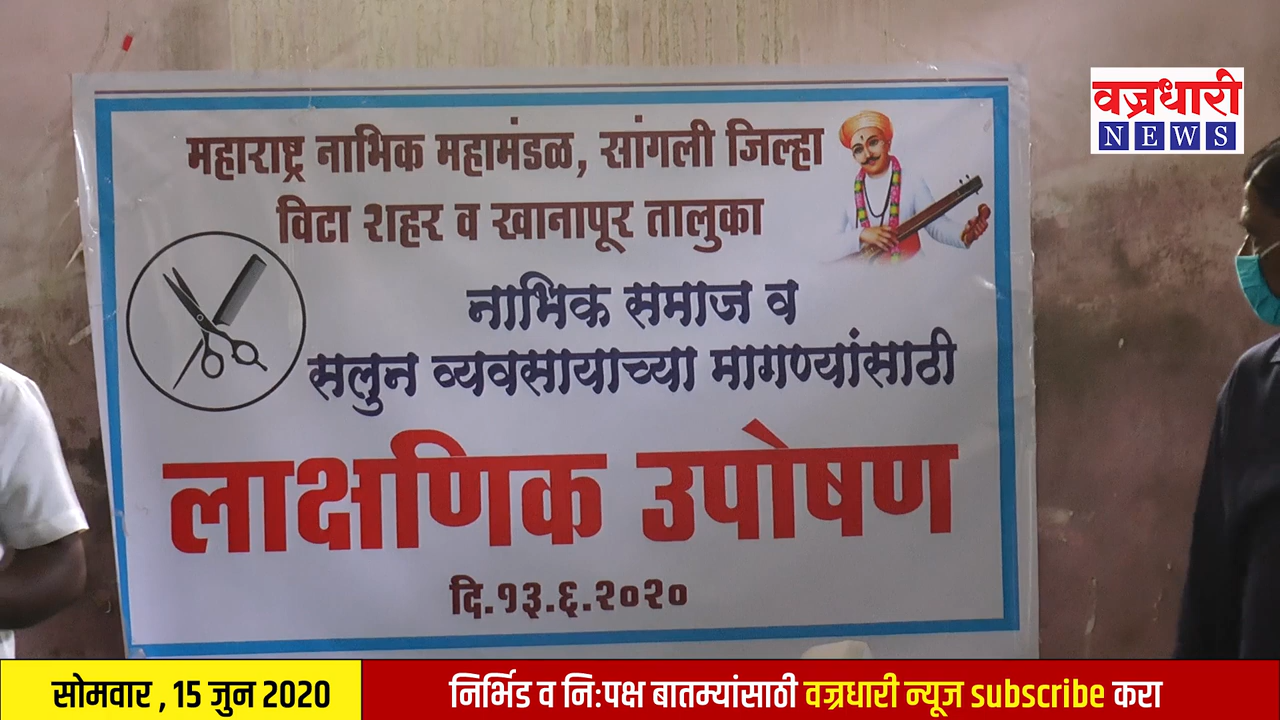 वज्रधारी
NEWS
महाराष्ट्र नाभिक महामंडळ, सांगली जिल्हा
विटा शहर व खानापूर तालुका
नाभिक समाज व
सलुन व्यवसायाच्या मागण्यांसाठी
लाक्षणिक उपोषण
दि.१३.६.२०२०
सोमवार , 15 जुन 2020
निर्भिड व नि:पक्ष बातम्यांसाठी वज्रधारी न्यूज subscribe करा